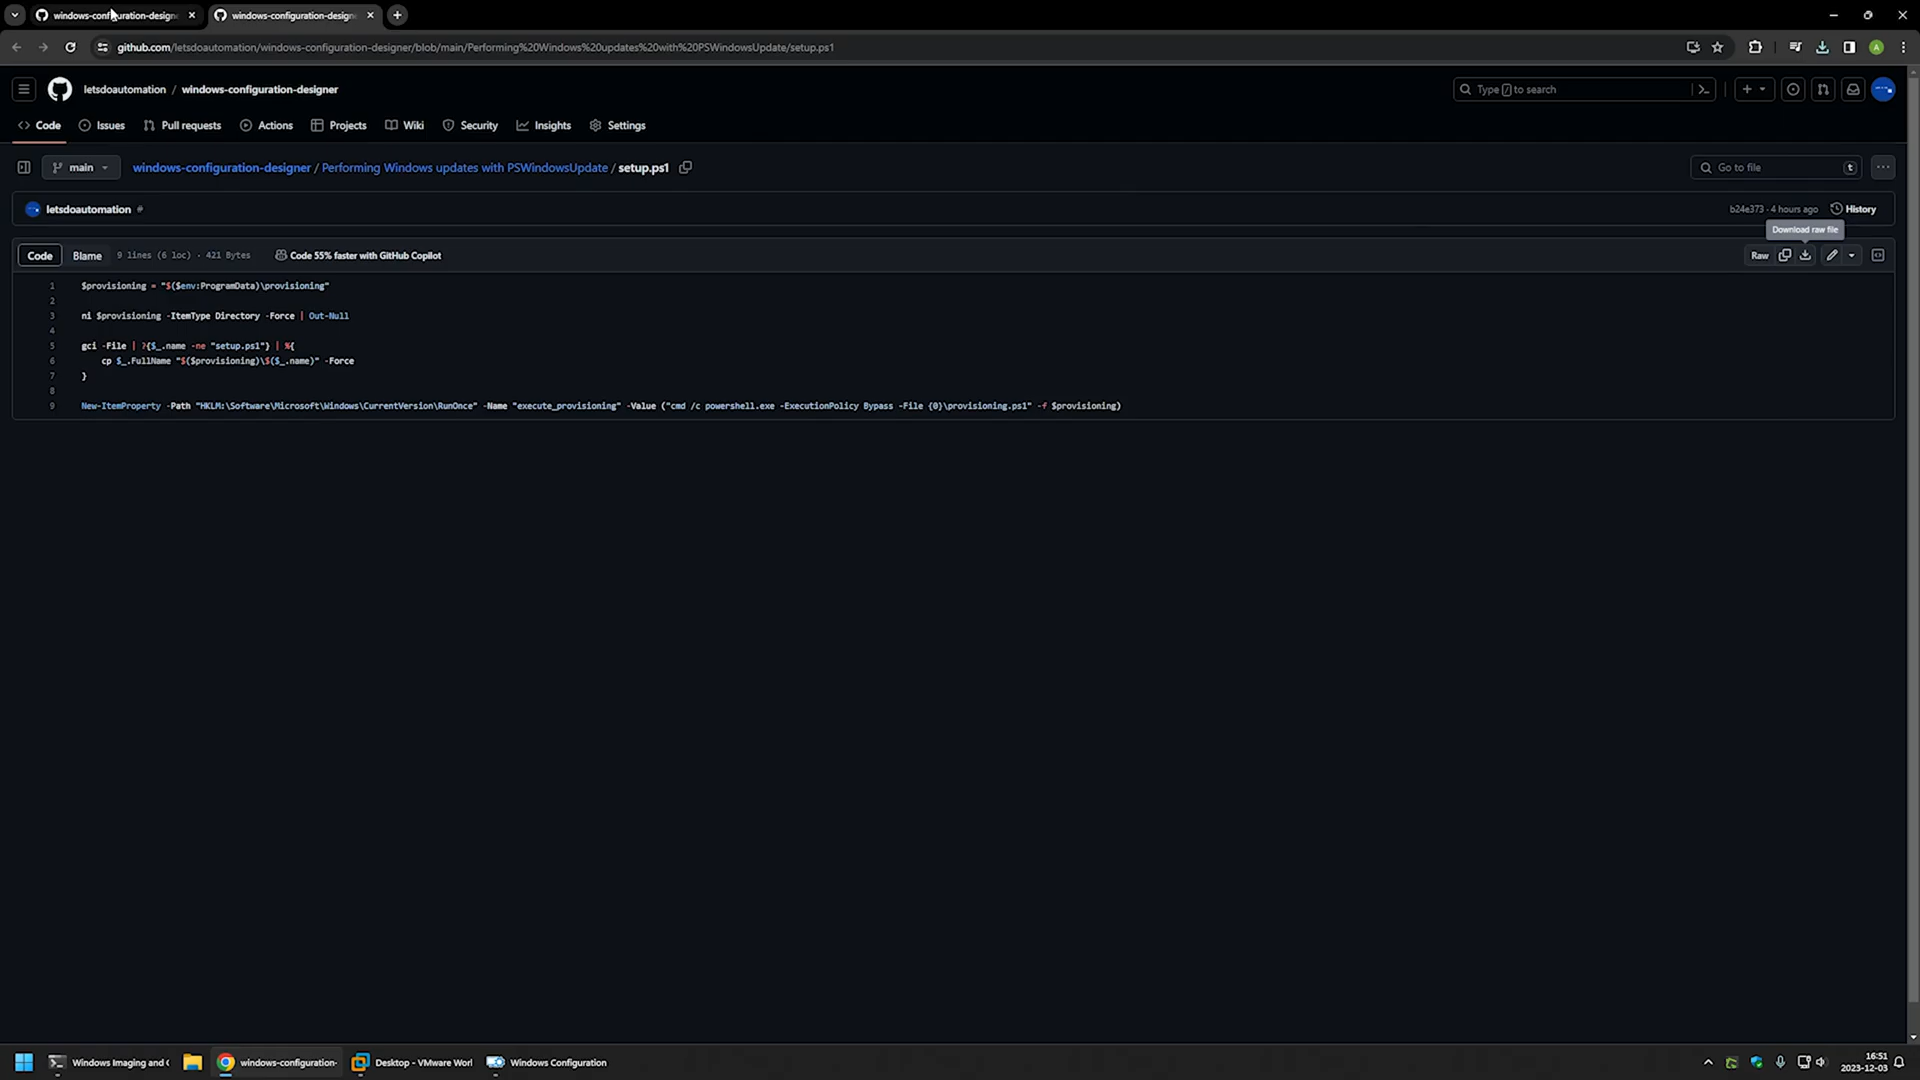 windows-configuration-design
windows-configuration-design
github.com/letsdoautomation/windows-configuration-designer/blob/main/Performing%20Windows%20updates%20with%20PSWindowsUpdate/setup.ps1
A
letsdoautomation / windows-configuration-designer
Type / to search
Code
Issues
Pull requests
Actions
Projects
Wiki
Security
Insights
Settings
main
windows-configuration-designer / Performing Windows updates with PSWindowsUpdate / setup.ps1
Go to file
t
letsdoautomation
b24e373 · 4 hours ago
History
Download raw file
Code
Blame
9 lines (6 loc) · 421 Bytes
Code 55% faster with GitHub Copilot
Raw
1 $provisioning = "$($env:ProgramData)\provisioning"
2
3 ni $provisioning -ItemType Directory -Force | Out-Null
4
5 gci -File | ?{$_.name -ne "setup.ps1"} | %{
6 cp $_.FullName "$($provisioning)\$($_.name)" -Force
7 }
8
9 New-ItemProperty -Path "HKLM:\Software\Microsoft\Windows\CurrentVersion\RunOnce" -Name "execute_provisioning" -Value ("cmd /c powershell.exe -ExecutionPolicy Bypass -File {0}\provisioning.ps1" -f $provisioning)
Windows Imaging and C
windows-configuration-
Desktop - VMware Worl
Windows Configuration
16:51
2023-12-03